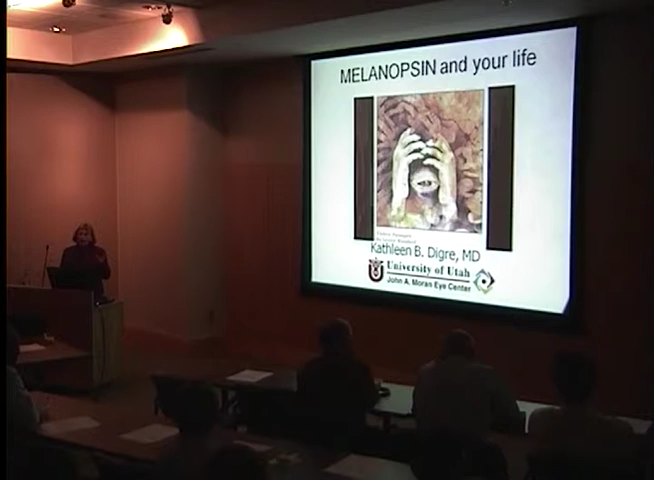 MELANOPSIN and your life
Kathleen B. Digre, MD
University of Utah
John A. Moran Eye Center